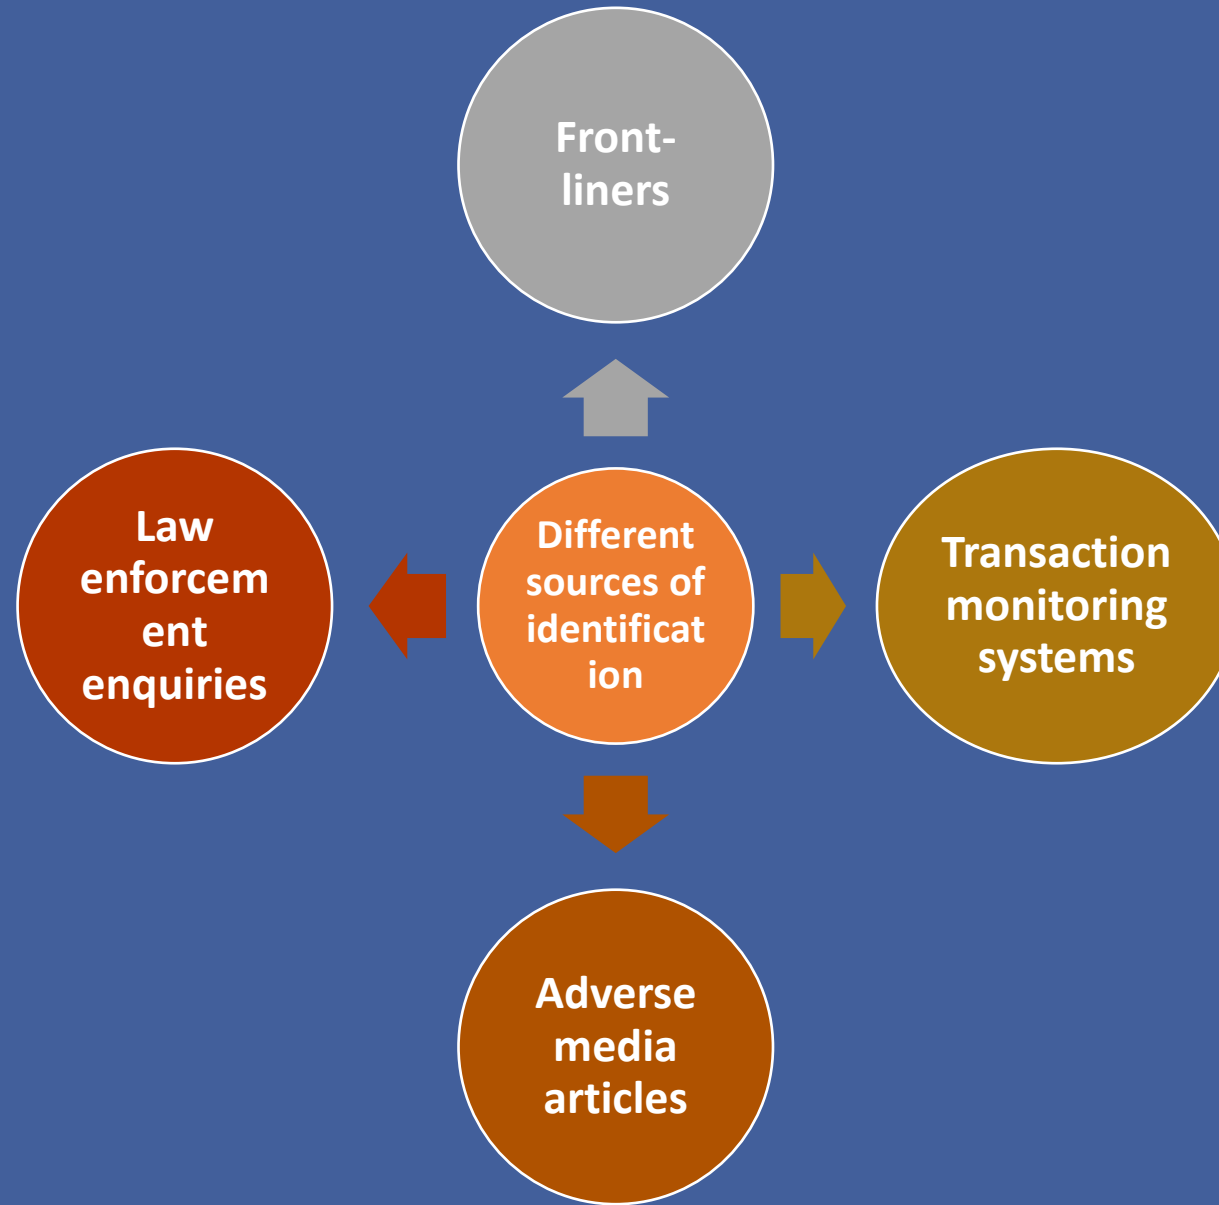 Front-
liners
Law
enforcem
ent
enquiries
Different
sources of
identificat
ion
Transaction
monitoring
systems
Adverse
media
articles